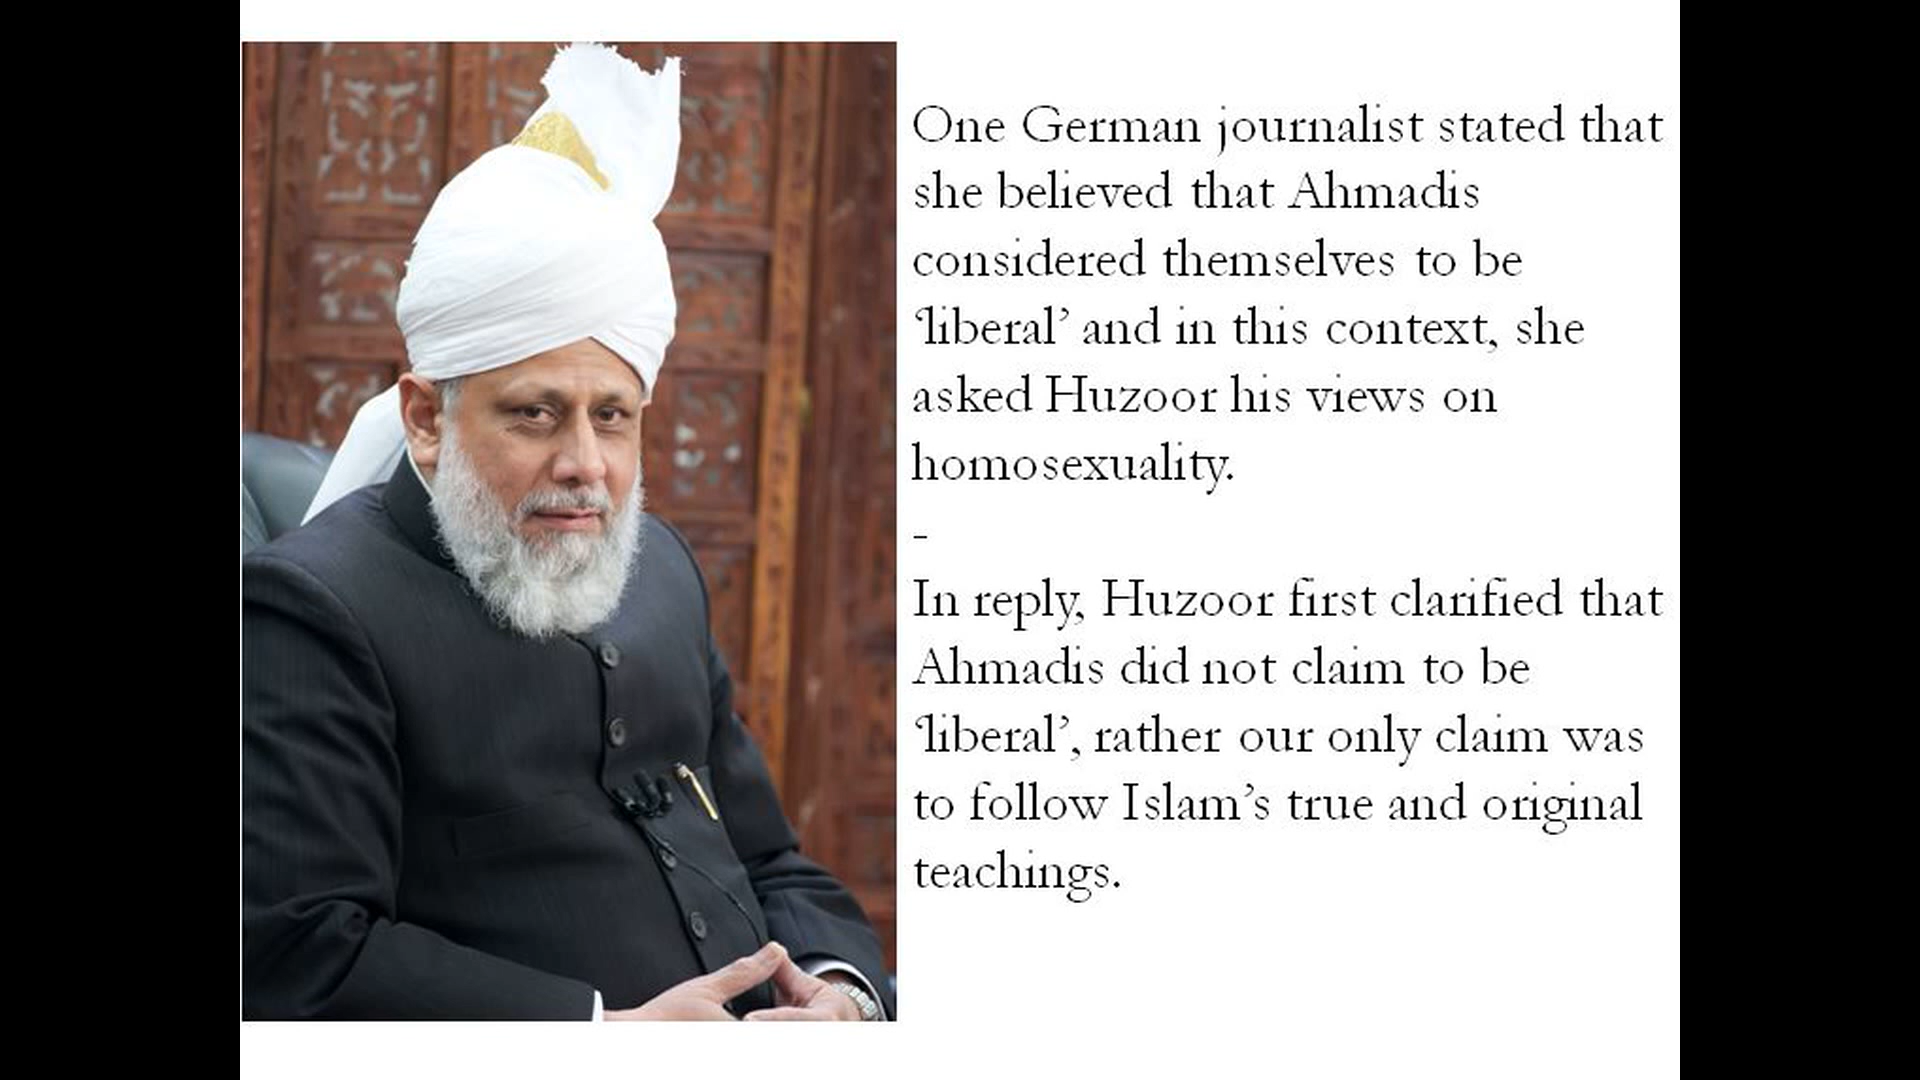 One German journalist stated that
she believed that Ahmadis
considered themselves to be
‘liberal’ and in this context, she
asked Huzoor his views on
homosexuality.
-
In reply, Huzoor first clarified that
Ahmadis did not claim to be
‘liberal’, rather our only claim was
to follow Islam’s true and original
teachings.